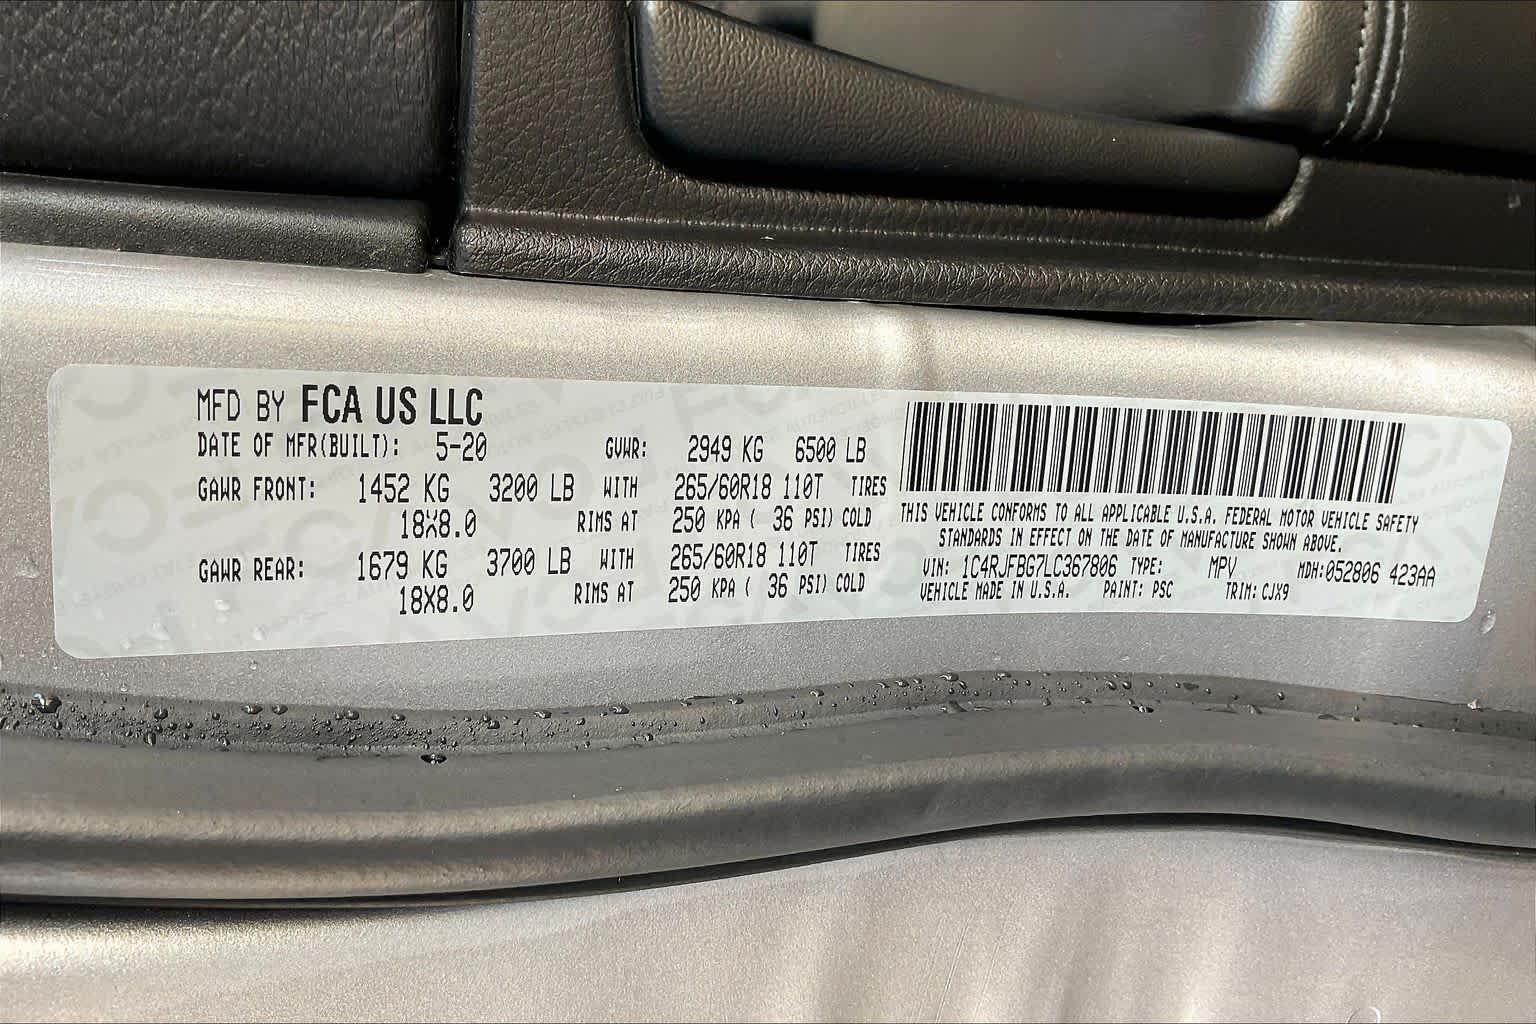 MFD BY FCA US LLC
DATE OF MFR(BUILT): 5-20 GVWR: 2949 KG 6500 LB
GAWR FRONT: 1452 KG 3200 LB WITH 265/60R18 110T TIRES
18X8.0 RIMS AT 250 KPA ( 36 PSI) COLD
GAWR REAR: 1679 KG 3700 LB WITH 265/60R18 110T TIRES
18X8.0 RIMS AT 250 KPA ( 36 PSI) COLD
THIS VEHICLE CONFORMS TO ALL APPLICABLE U.S.A. FEDERAL MOTOR VEHICLE SAFETY
STANDARDS IN EFFECT ON THE DATE OF MANUFACTURE SHOWN ABOVE.
VIN: 1C4RJFBG7LC367806 TYPE: MPV MDH:052806 423AA
VEHICLE MADE IN U.S.A. PAINT: PSC TRIM: CJX9